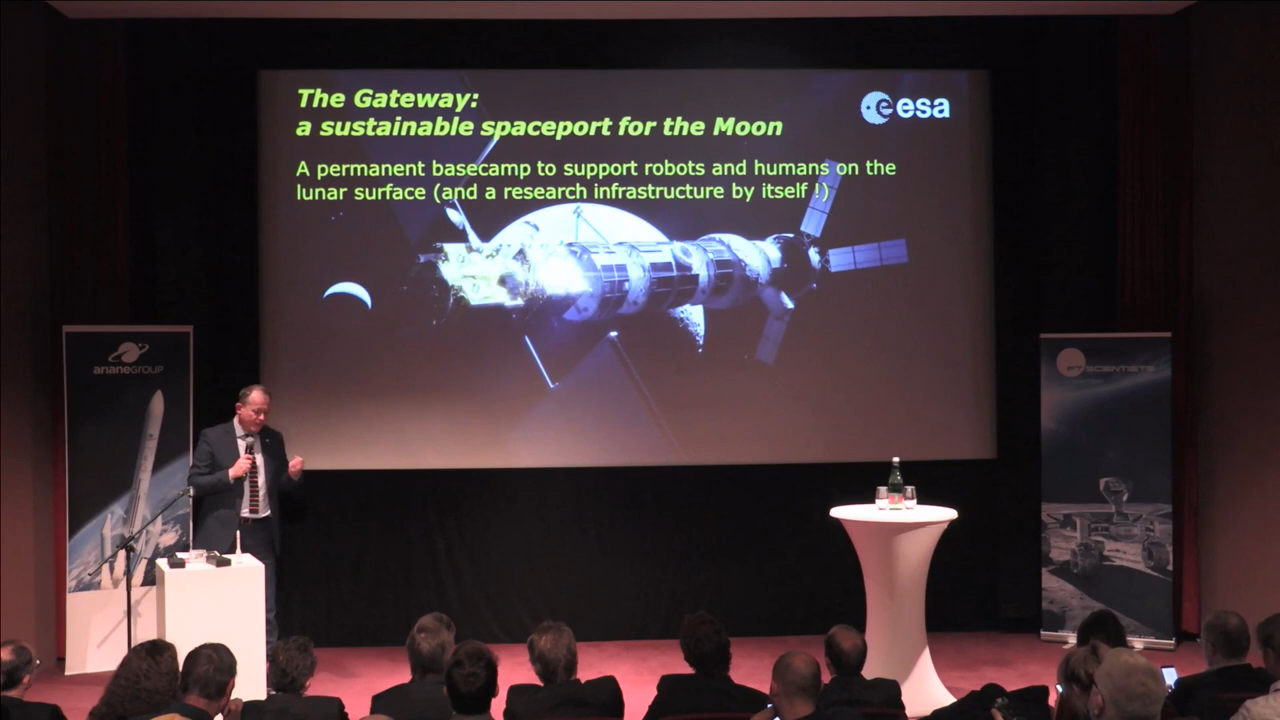 The Gateway:
a sustainable spaceport for the Moon
esa
A permanent basecamp to support robots and humans on the
lunar surface (and a research infrastructure by itself !)
arianeGROUP
PTSCIENTISTS